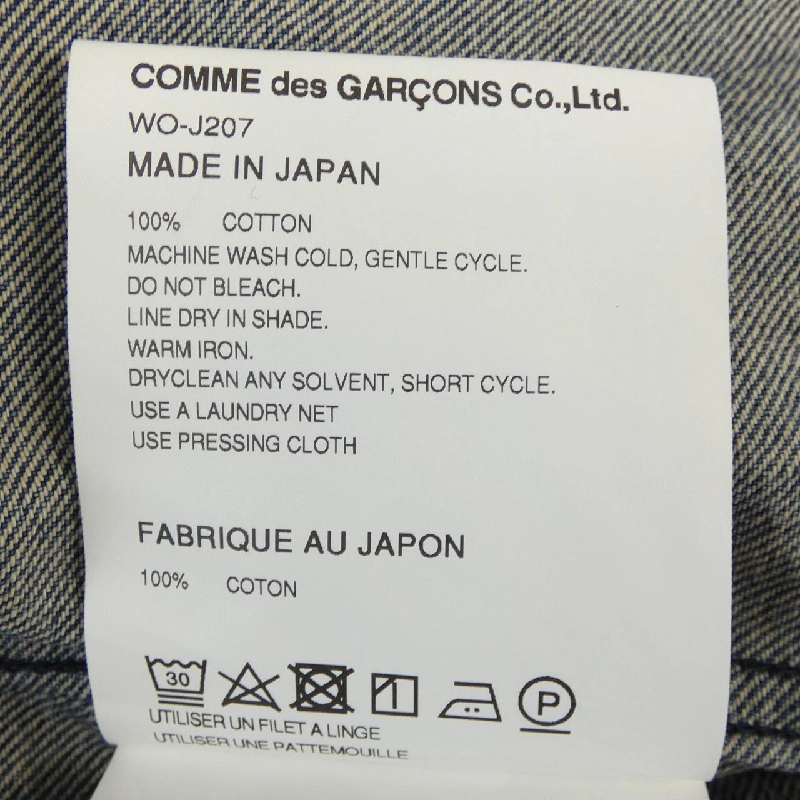 COMME des GARÇONS Co.,Ltd.
WO-J207
MADE IN JAPAN
100% COTTON
MACHINE WASH COLD, GENTLE CYCLE.
DO NOT BLEACH.
LINE DRY IN SHADE.
WARM IRON.
DRYCLEAN ANY SOLVENT, SHORT CYCLE.
USE A LAUNDRY NET
USE PRESSING CLOTH
FABRIQUE AU JAPON
100% COTON
30 P
UTILISER UN FILET A LINGE
UTILISER UNE PATTEMOUILLE